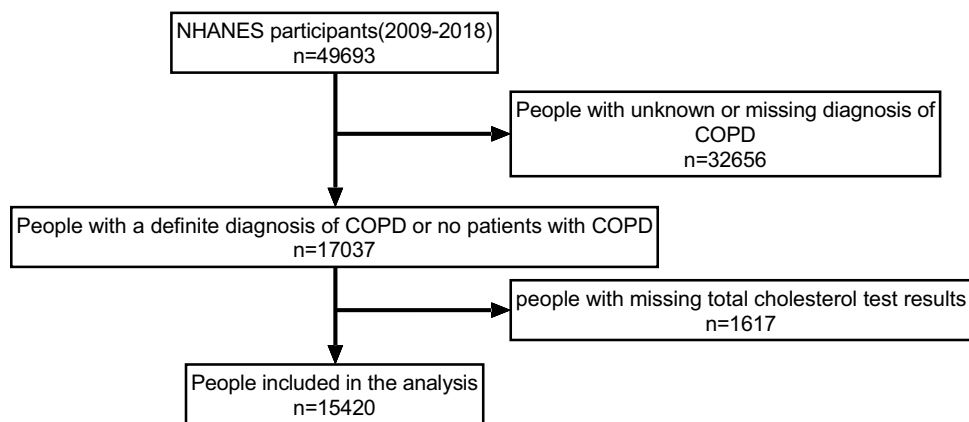 NHANES participants(2009-2018)
n=49693
People with unknown or missing diagnosis of
COPD
n=32656
People with a definite diagnosis of COPD or no patients with COPD
n=17037
people with missing total cholesterol test results
n=1617
People included in the analysis
n=15420